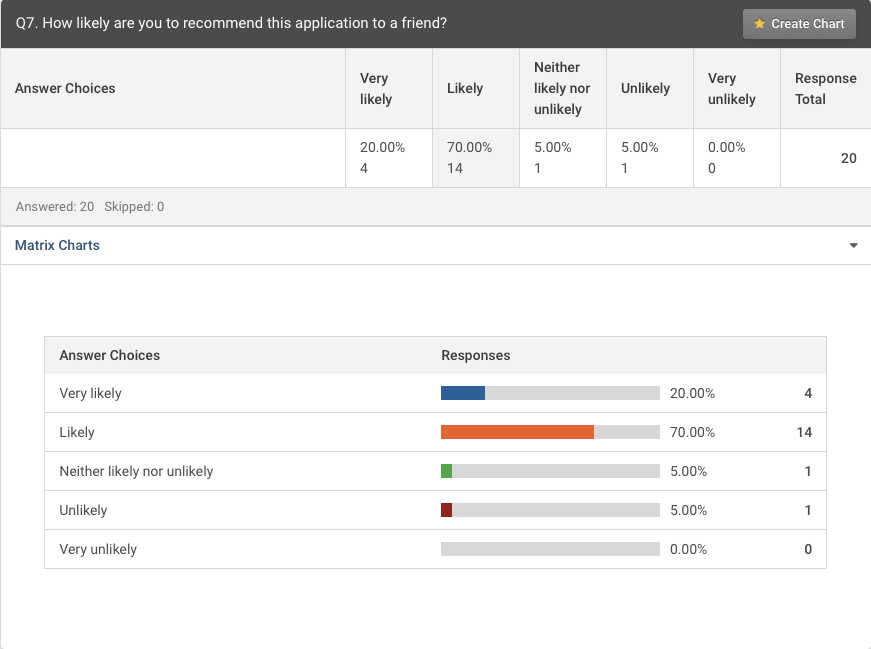 Q7. How likely are you to recommend this application to a friend?
Create Chart
Answer Choices
Very likely
Likely
Neither likely nor unlikely
Unlikely
Very unlikely
Response Total
20.00% 4
70.00% 14
5.00% 1
5.00% 1
0.00% 0
20
Answered: 20 Skipped: 0
Matrix Charts
Answer Choices Responses
Very likely 20.00% 4
Likely 70.00% 14
Neither likely nor unlikely 5.00% 1
Unlikely 5.00% 1
Very unlikely 0.00% 0